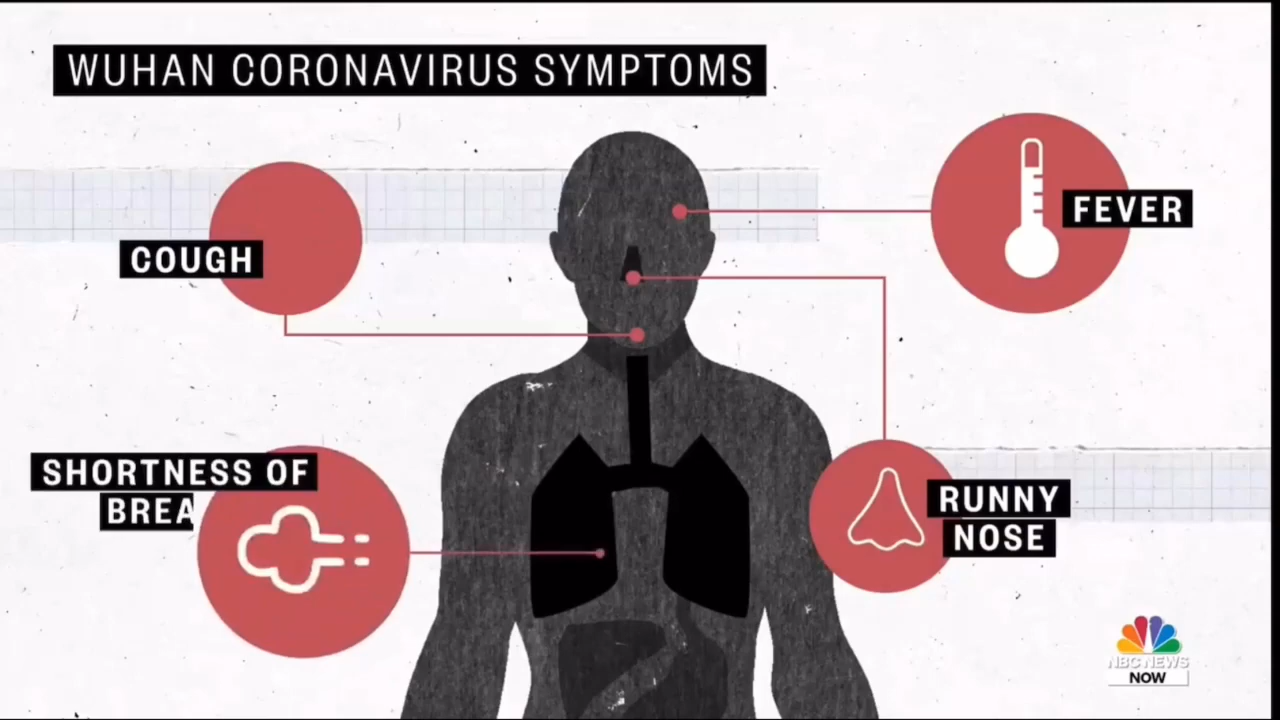 WUHAN CORONAVIRUS SYMPTOMS
COUGH
FEVER
SHORTNESS OF
BREA
RUNNY
NOSE
NBC NEWS
NOW